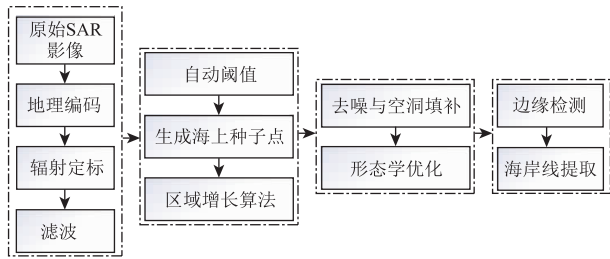 原始SAR
影像
地理编码
辐射定标
滤波
自动阈值
生成海上种子点
区域增长算法
去噪与空洞填补
形态学优化
边缘检测
海岸线提取